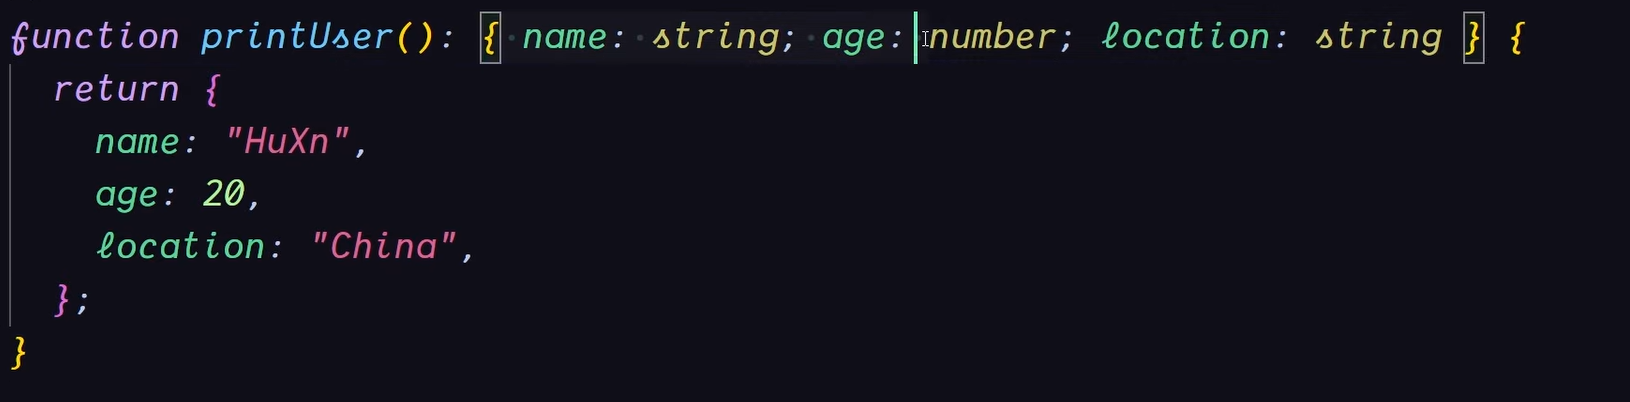 function printUser(): { name: string; age: number; location: string } {
  return {
    name: "HuXn",
    age: 20,
    location: "China",
  };
}